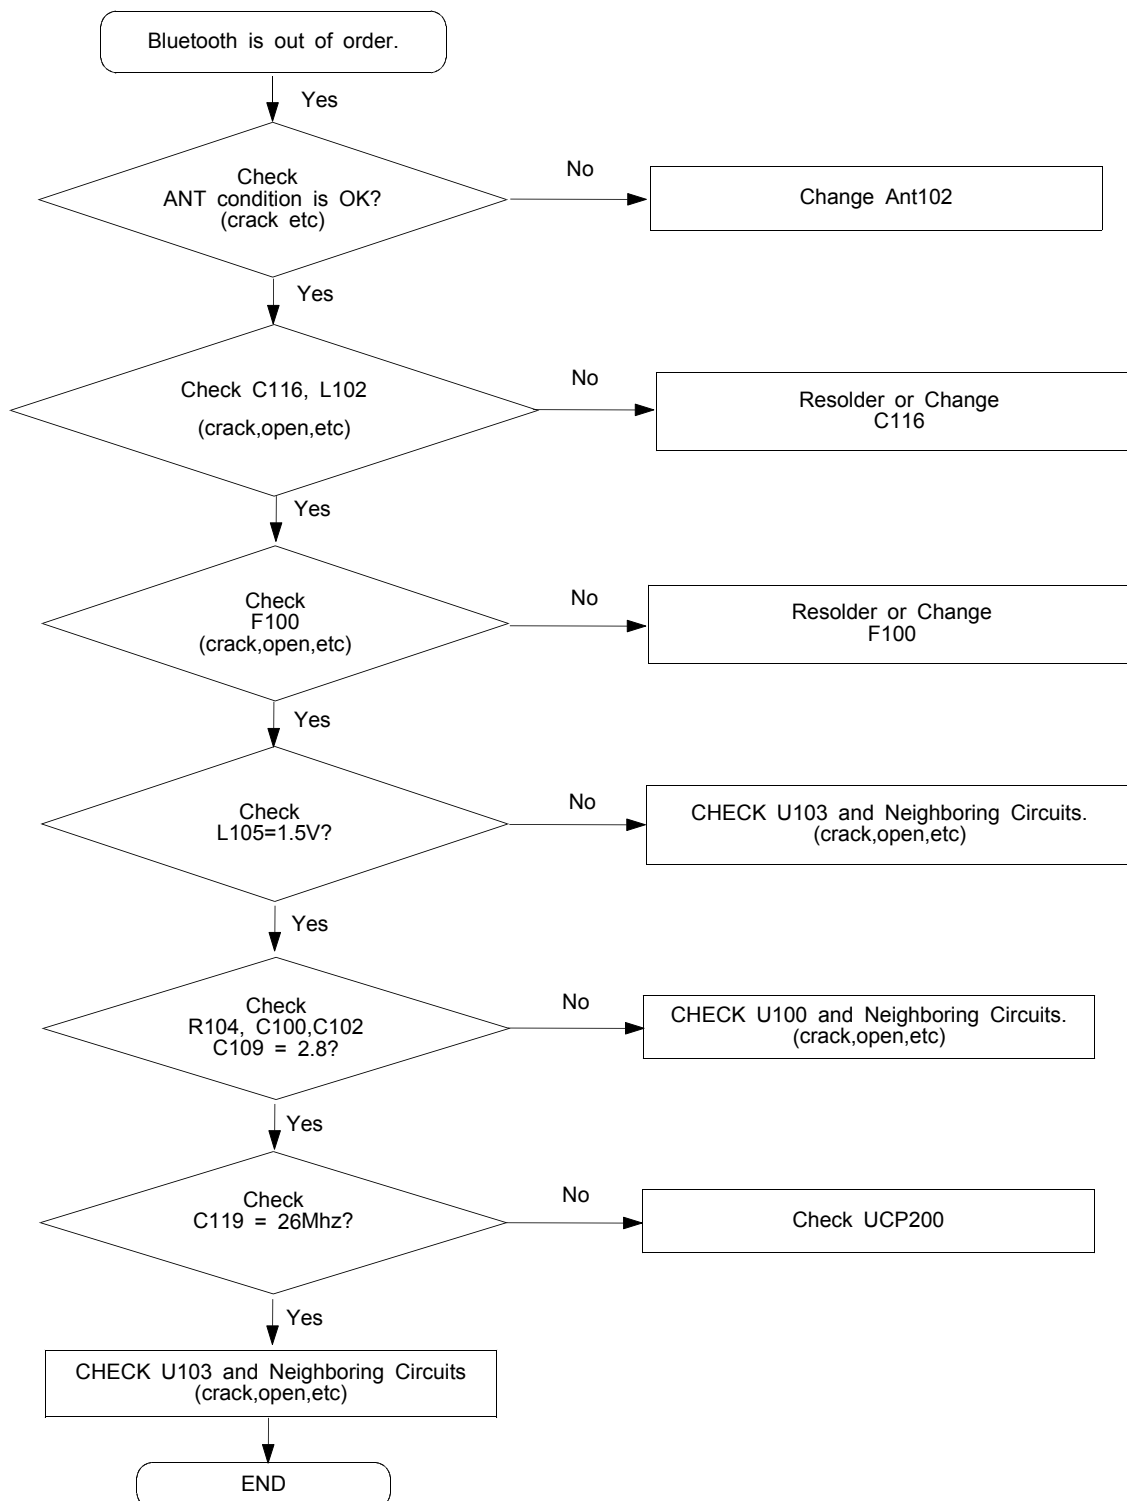 Bluetooth is out of order.
Yes
Check
ANT condition is OK?
(crack etc)
No
Change Ant102
Yes
Check C116, L102
(crack,open,etc)
No
Resolder or Change
C116
Yes
Check
F100
(crack,open,etc)
No
Resolder or Change
F100
Yes
Check
L105=1.5V?
No
CHECK U103 and Neighboring Circuits.
(crack,open,etc)
Yes
Check
R104, C100,C102
C109 = 2.8?
No
CHECK U100 and Neighboring Circuits.
(crack,open,etc)
Yes
Check
C119 = 26Mhz?
No
Check UCP200
Yes
CHECK U103 and Neighboring Circuits
(crack,open,etc)
END